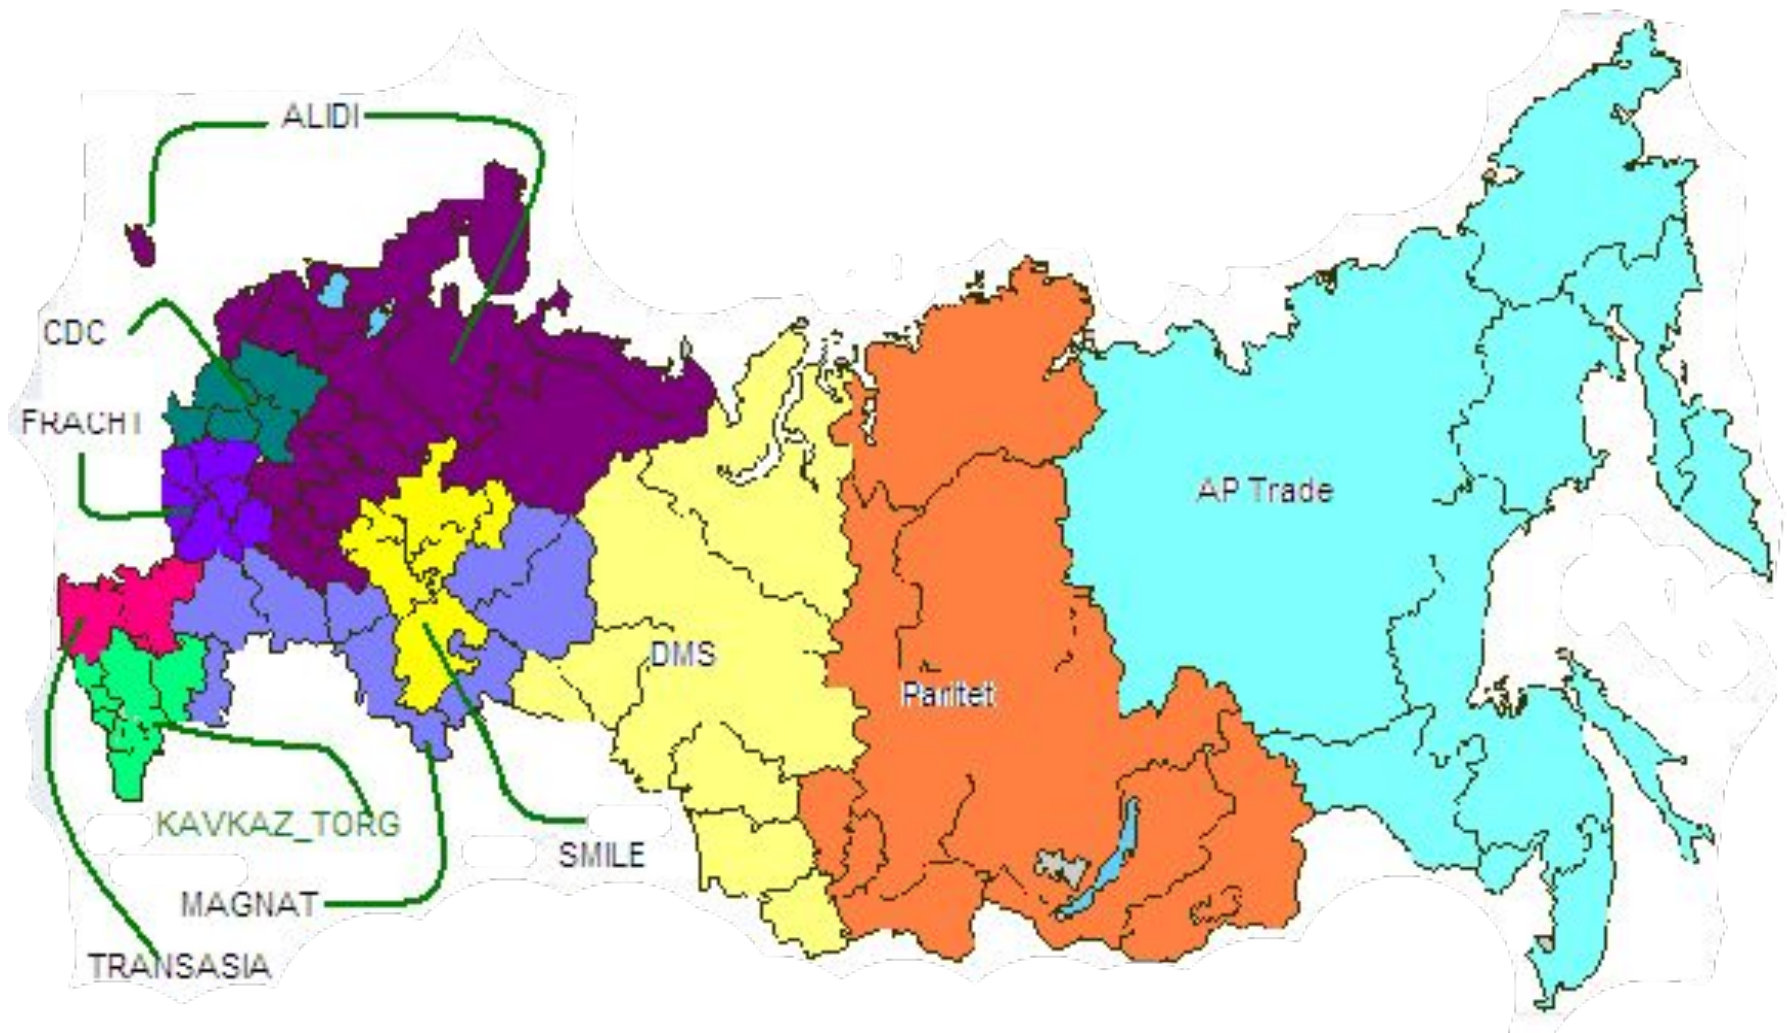 ALIDI
CDC
FRACHT
AP Trade
DMS
Paritet
KAVKAZ_TORG
SMILE
MAGNAT
TRANSASIA